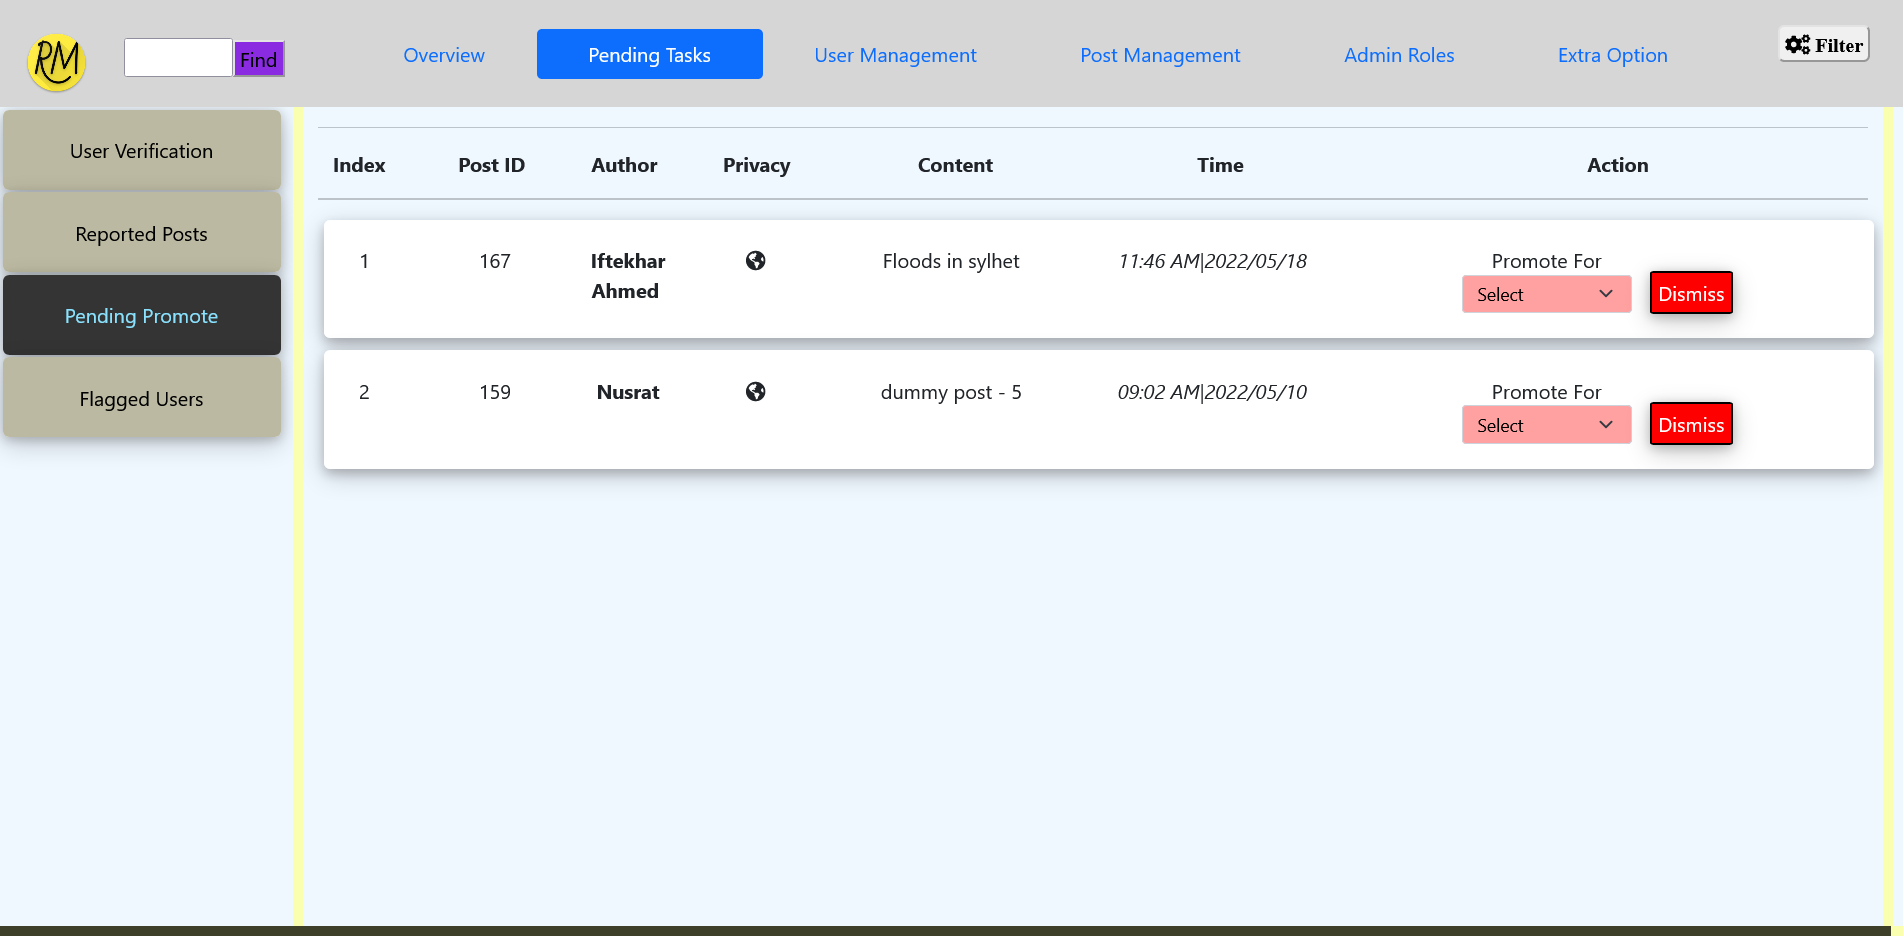 RM
Find
Overview
Pending Tasks
User Management
Post Management
Admin Roles
Extra Option
Filter
User Verification
Reported Posts
Pending Promote
Flagged Users
Index Post ID Author Privacy Content Time Action
1 167 Iftekhar Floods in sylhet 11:46 AM|2022/05/18 Promote For
Ahmed Select Dismiss
2 159 Nusrat dummy post - 5 09:02 AM|2022/05/10 Promote For
Select Dismiss